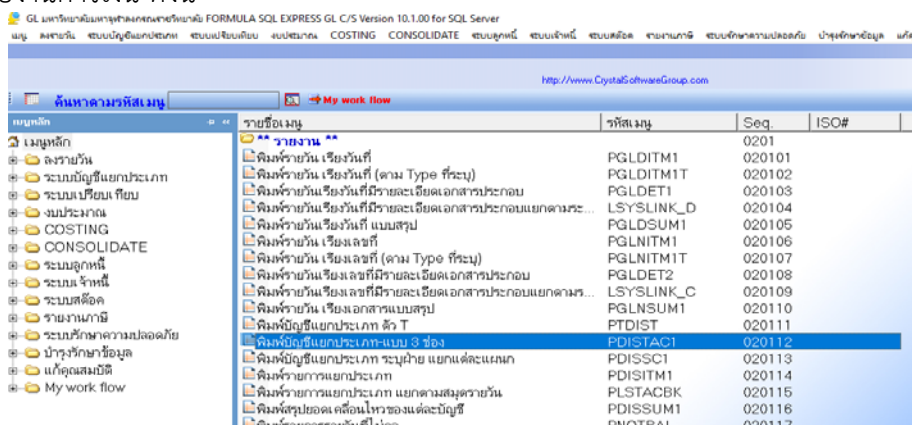 GL มหาวิทยาลัยมหาจุฬาลงกรณราชวิทยาลัย FORMULA SQL EXPRESS GL C/S Version 10.1.00 for SQL Server
เมนู ลงรายวัน ระบบบัญชีแยกประเภท ระบบเปรียบเทียบ งบประมาณ COSTING CONSOLIDATE ระบบลูกหนี้ ระบบเจ้าหนี้ ระบบสต๊อค รายงานภาษี ระบบรักษาความปลอดภัย บำรุงรักษาข้อมูล
http://www.CrystalSoftwareGroup.com
ค้นหาตามรหัสเมนู My work flow
เมนูหลัก
เมนูหลัก
ลงรายวัน
ระบบบัญชีแยกประเภท
ระบบเปรียบเทียบ
งบประมาณ
COSTING
CONSOLIDATE
ระบบลูกหนี้
ระบบเจ้าหนี้
ระบบสต๊อค
รายงานภาษี
ระบบรักษาความปลอดภัย
บำรุงรักษาข้อมูล
แก้คุณสมบัติ
My work flow
รายชื่อเมนู รหัสเมนู Seq. ISO#
** รายงาน ** 0201
พิมพ์รายวัน เรียงวันที่ PGLDITM1 020101
พิมพ์รายวัน เรียงวันที่ (ตาม Type ที่ระบุ) PGLDITM1T 020102
พิมพ์รายวันเรียงวันที่มีรายละเอียดเอกสารประกอบ PGLDET1 020103
พิมพ์รายวันเรียงวันที่มีรายละเอียดเอกสารประกอบแยกตามระ... LSYSLINK_D 020104
พิมพ์รายวันเรียงวันที่ แบบสรุป PGLDSUM1 020105
พิมพ์รายวัน เรียงเลขที่ PGLNITM1 020106
พิมพ์รายวัน เรียงเลขที่ (ตาม Type ที่ระบุ) PGLNITM1T 020107
พิมพ์รายวันเรียงเลขที่มีรายละเอียดเอกสารประกอบ PGLDET2 020108
พิมพ์รายวันเรียงเลขที่มีรายละเอียดเอกสารประกอบแยกตามร... LSYSLINK_C 020109
พิมพ์รายวัน เรียงเอกสารแบบสรุป PGLNSUM1 020110
พิมพ์บัญชีแยกประเภท ตัว T PTDIST 020111
พิมพ์บัญชีแยกประเภท-แบบ 3 ช่อง PDISTAC1 020112
พิมพ์บัญชีแยกประเภท ระบุฝ่าย แยกแต่ละแผนก PDISSC1 020113
พิมพ์รายการแยกประเภท PDISITM1 020114
พิมพ์รายการแยกประเภท แยกตามสมุดรายวัน PLSTACBK 020115
พิมพ์สรุปยอดเคลื่อนไหวของแต่ละบัญชี PDISSUM1 020116